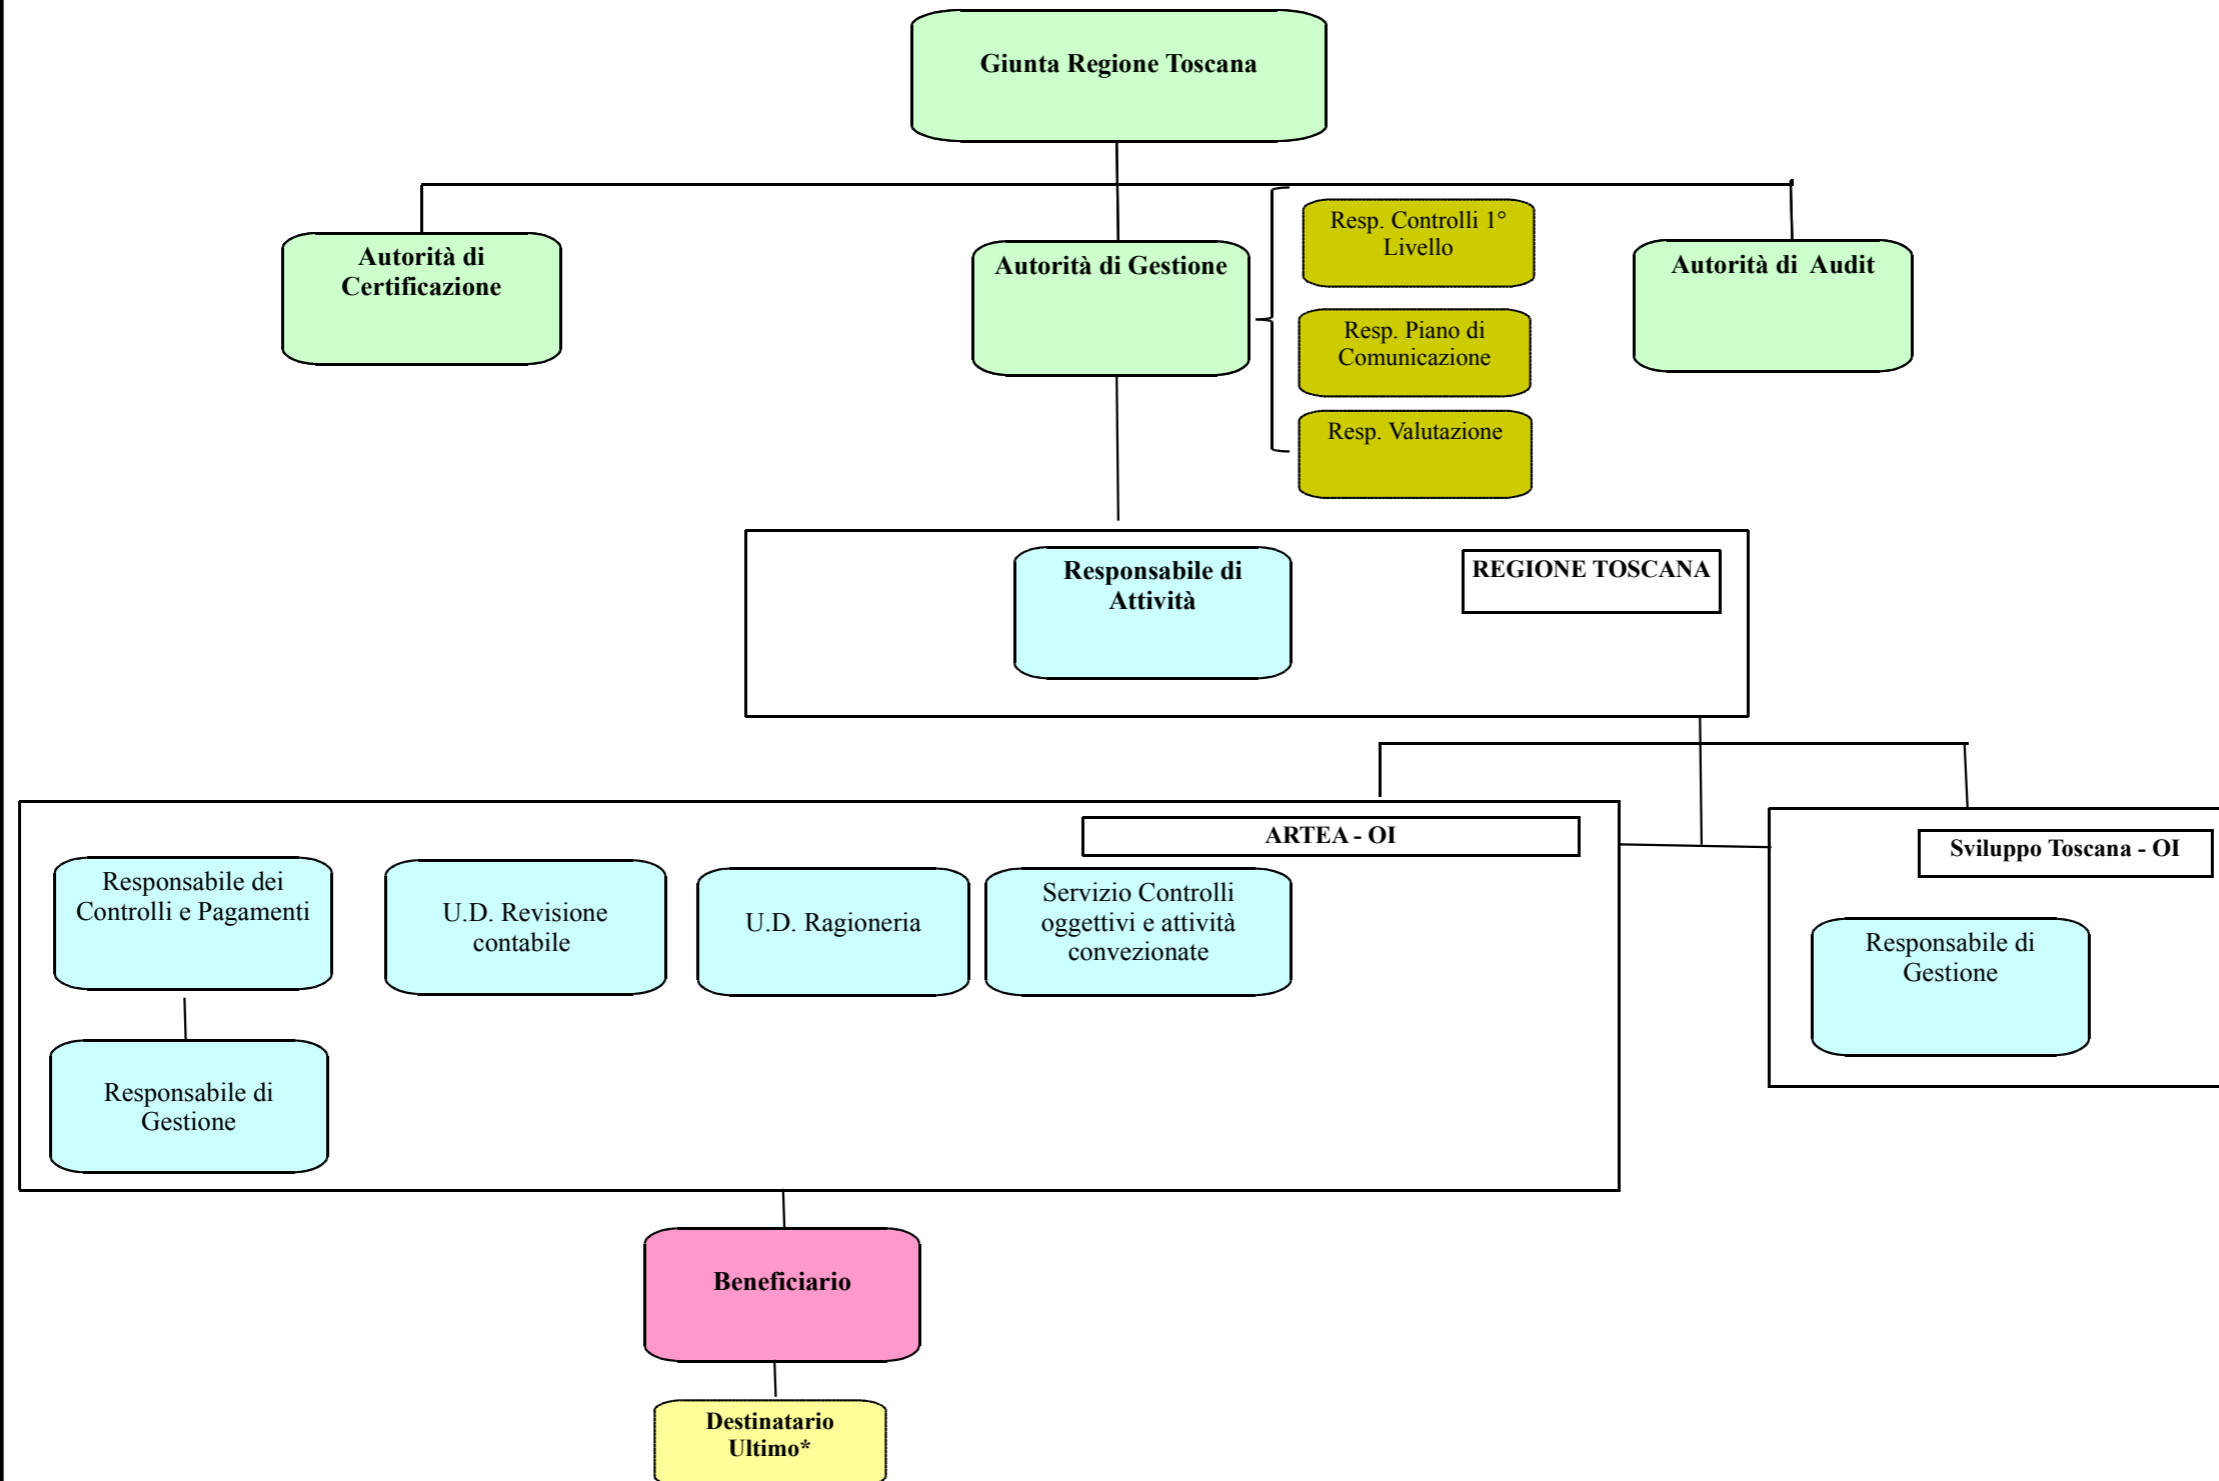 Giunta Regione Toscana
Autorità di
Certificazione
Autorità di Gestione
Resp. Controlli 1°
Livello
Resp. Piano di
Comunicazione
Resp. Valutazione
Autorità di  Audit
Responsabile di
Attività
REGIONE TOSCANA
ARTEA - OI
Responsabile dei
Controlli e Pagamenti
U.D. Revisione
contabile
U.D. Ragioneria
Servizio Controlli
oggettivi e attività
convezionate
Responsabile di
Gestione
Sviluppo Toscana - OI
Responsabile di
Gestione
Beneficiario
Destinatario
Ultimo*